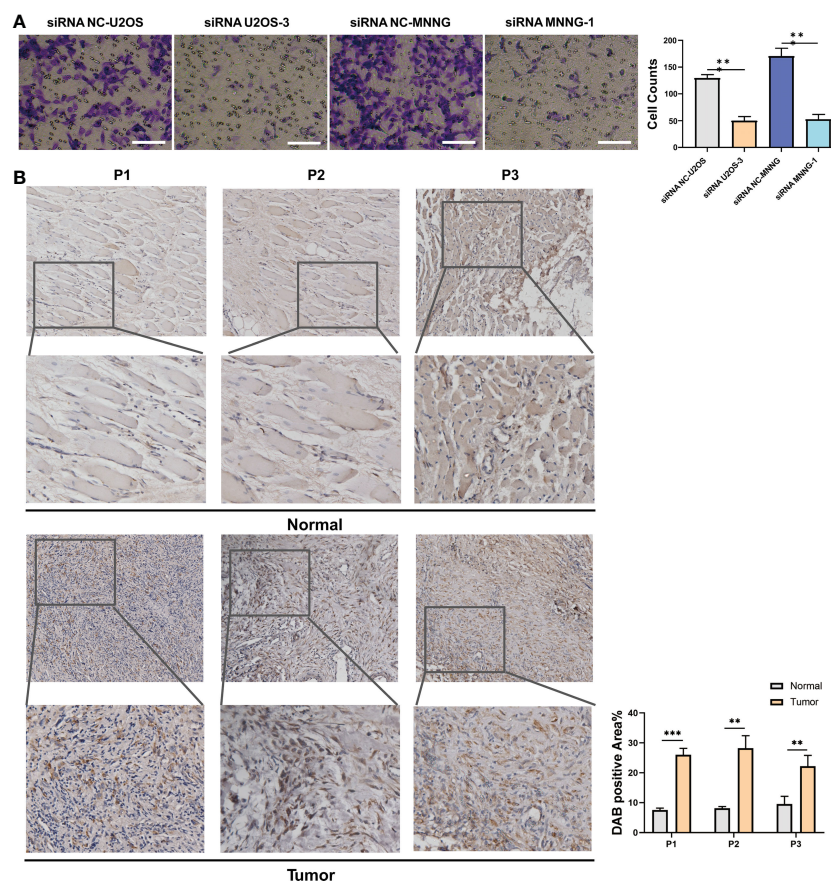 A
siRNA NC-U2OS siRNA U2OS-3 siRNA NC-MNNG siRNA MNNG-1
Cell Counts
200
150
100
50
0
***
***
siRNA NC-U2OS
siRNA U2OS-3
siRNA NC-MNNG
siRNA MNNG-1
B
P1 P2 P3
Normal
Tumor
DAB positive Area%
40
30
20
10
0
Normal
Tumor
*** ** **
P1 P2 P3